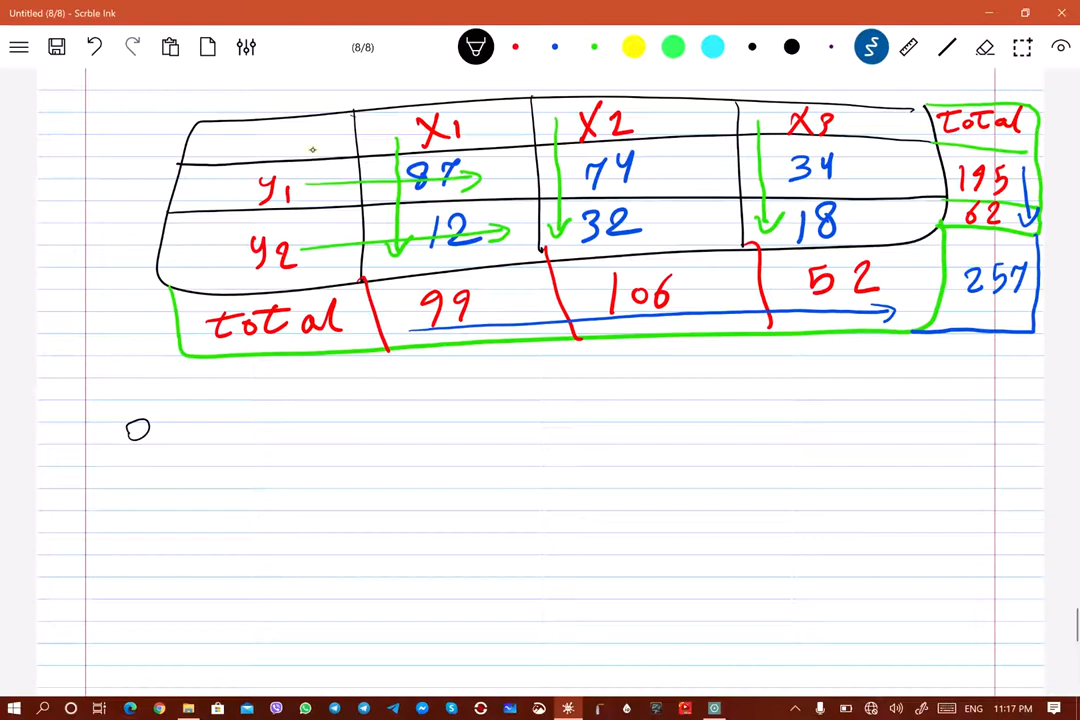 Untitled (8/8) - Scrble Ink
(8/8)
X1 X2 X3 total
y1 87 74 34 195
y2 12 32 18 62
total 99 106 52 257
0
11:17 PM